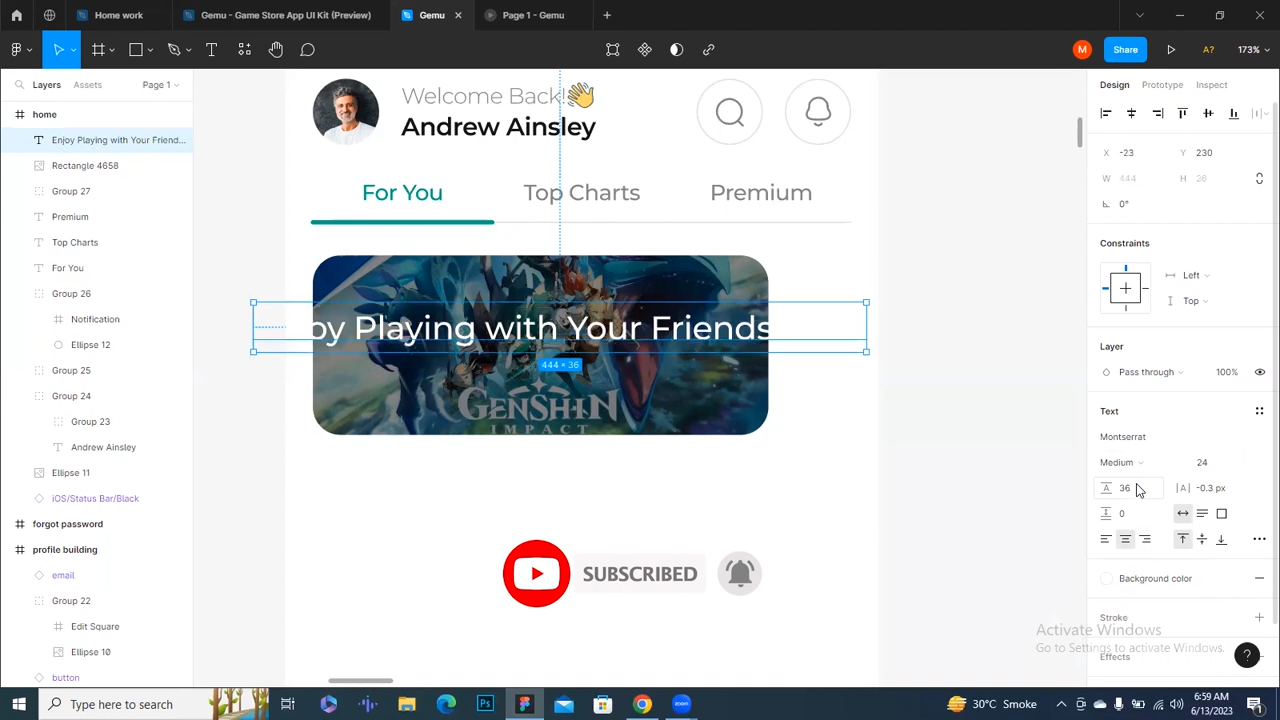 Home work
Gemu - Game Store App UI Kit (Preview)
Gemu
Page 1 - Gemu
M
Share
A?
173%
Layers
Assets
Page 1
home
Enjoy Playing with Your Friend...
Rectangle 4658
Group 27
Premium
Top Charts
For You
Group 26
Notification
Ellipse 12
Group 25
Group 24
Group 23
Andrew Ainsley
Ellipse 11
iOS/Status Bar/Black
forgot password
profile building
email
Group 22
Edit Square
Ellipse 10
button
Welcome Back!👋
Andrew Ainsley
For You
Top Charts
Premium
oy Playing with Your Friends
444 × 36
GENSHIN
IMPACT
SUBSCRIBED
Design
Prototype
Inspect
X -23
Y 230
W 444
H 26
0°
Constraints
Left
Top
Layer
Pass through
100%
Text
Montserrat
Medium
24
36
-0.3 px
0
Background color
Stroke
Effects
Activate Windows
Go to Settings to activate Windows.
?
Type here to search
30°C Smoke
6:59 AM
6/13/2023